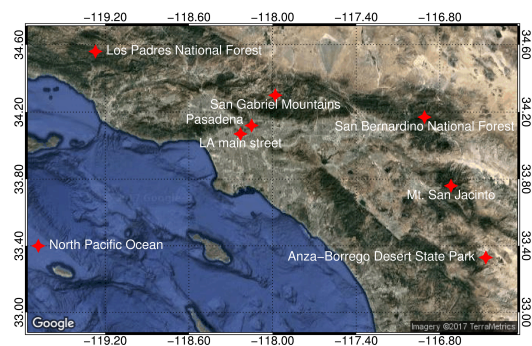 −119.20 −118.60 −118.00 −117.40 −116.80
34.60 34.60
Los Padres National Forest
San Gabriel Mountains
34.20 34.20
Pasadena
San Bernardino National Forest
LA main street
33.80 33.80
Mt. San Jacinte
33.40 33.40
North Pacific Ocean
Anza−Borrego Desert State Park
33.00 33.00
Google
Imagery ©2017 TerraMetrics
−119.20 −118.60 −118.00 −117.40 −116.80